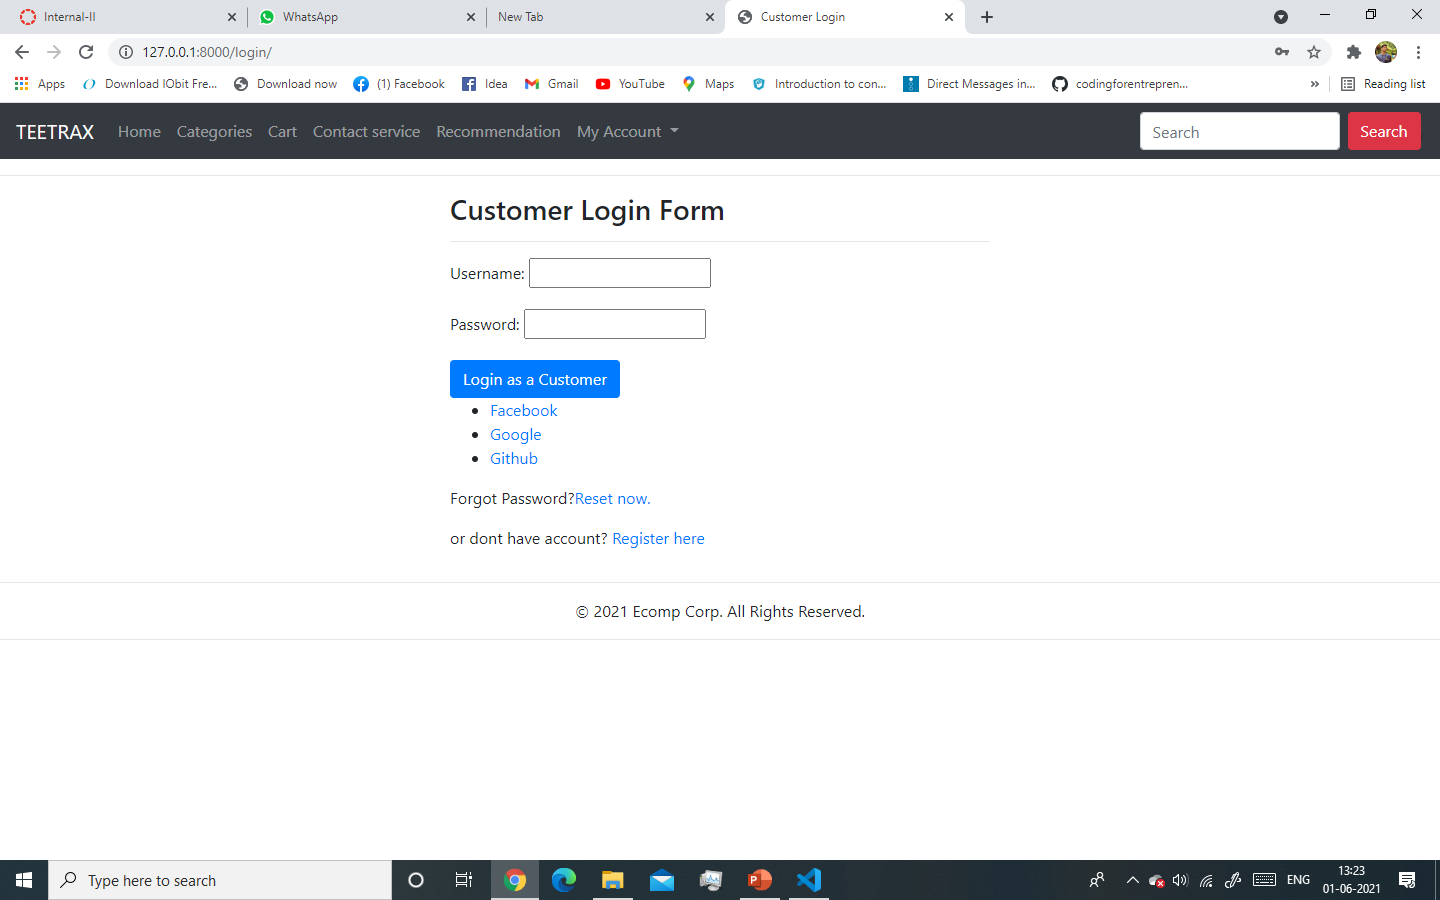 Internal-II
WhatsApp
New Tab
Customer Login
127.0.0.1:8000/login/
Apps
Download IObit Fre...
Download now
(1) Facebook
Idea
Gmail
YouTube
Maps
Introduction to con...
Direct Messages in...
codingforentrepren...
»
Reading list
TEETRAX Home Categories Cart Contact service Recommendation My Account
Search
Search
Customer Login Form
Username:
Password:
Login as a Customer
Facebook
Google
Github
Forgot Password?Reset now.
or dont have account? Register here
© 2021 Ecomp Corp. All Rights Reserved.
Type here to search
ENG
13:23
01-06-2021